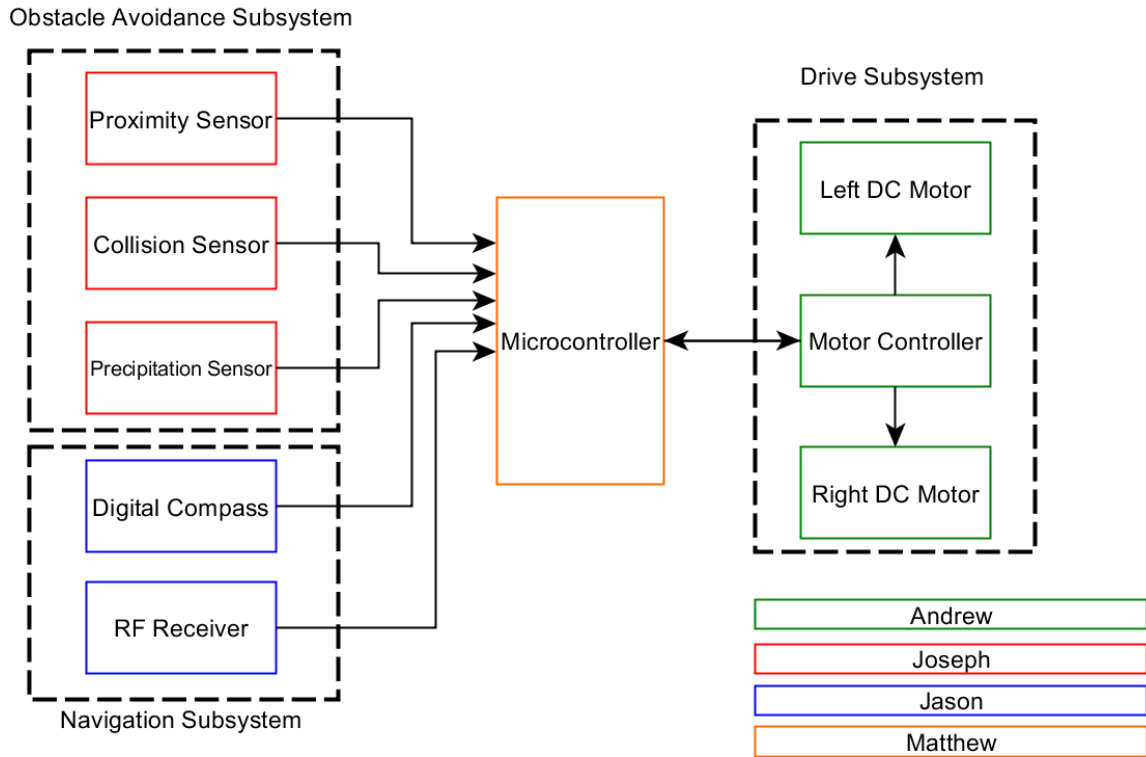 Obstacle Avoidance Subsystem
Proximity Sensor
Collision Sensor
Precipitation Sensor
Digital Compass
RF Receiver
Navigation Subsystem
Microcontroller
Drive Subsystem
Left DC Motor
Motor Controller
Right DC Motor
Andrew
Joseph
Jason
Matthew